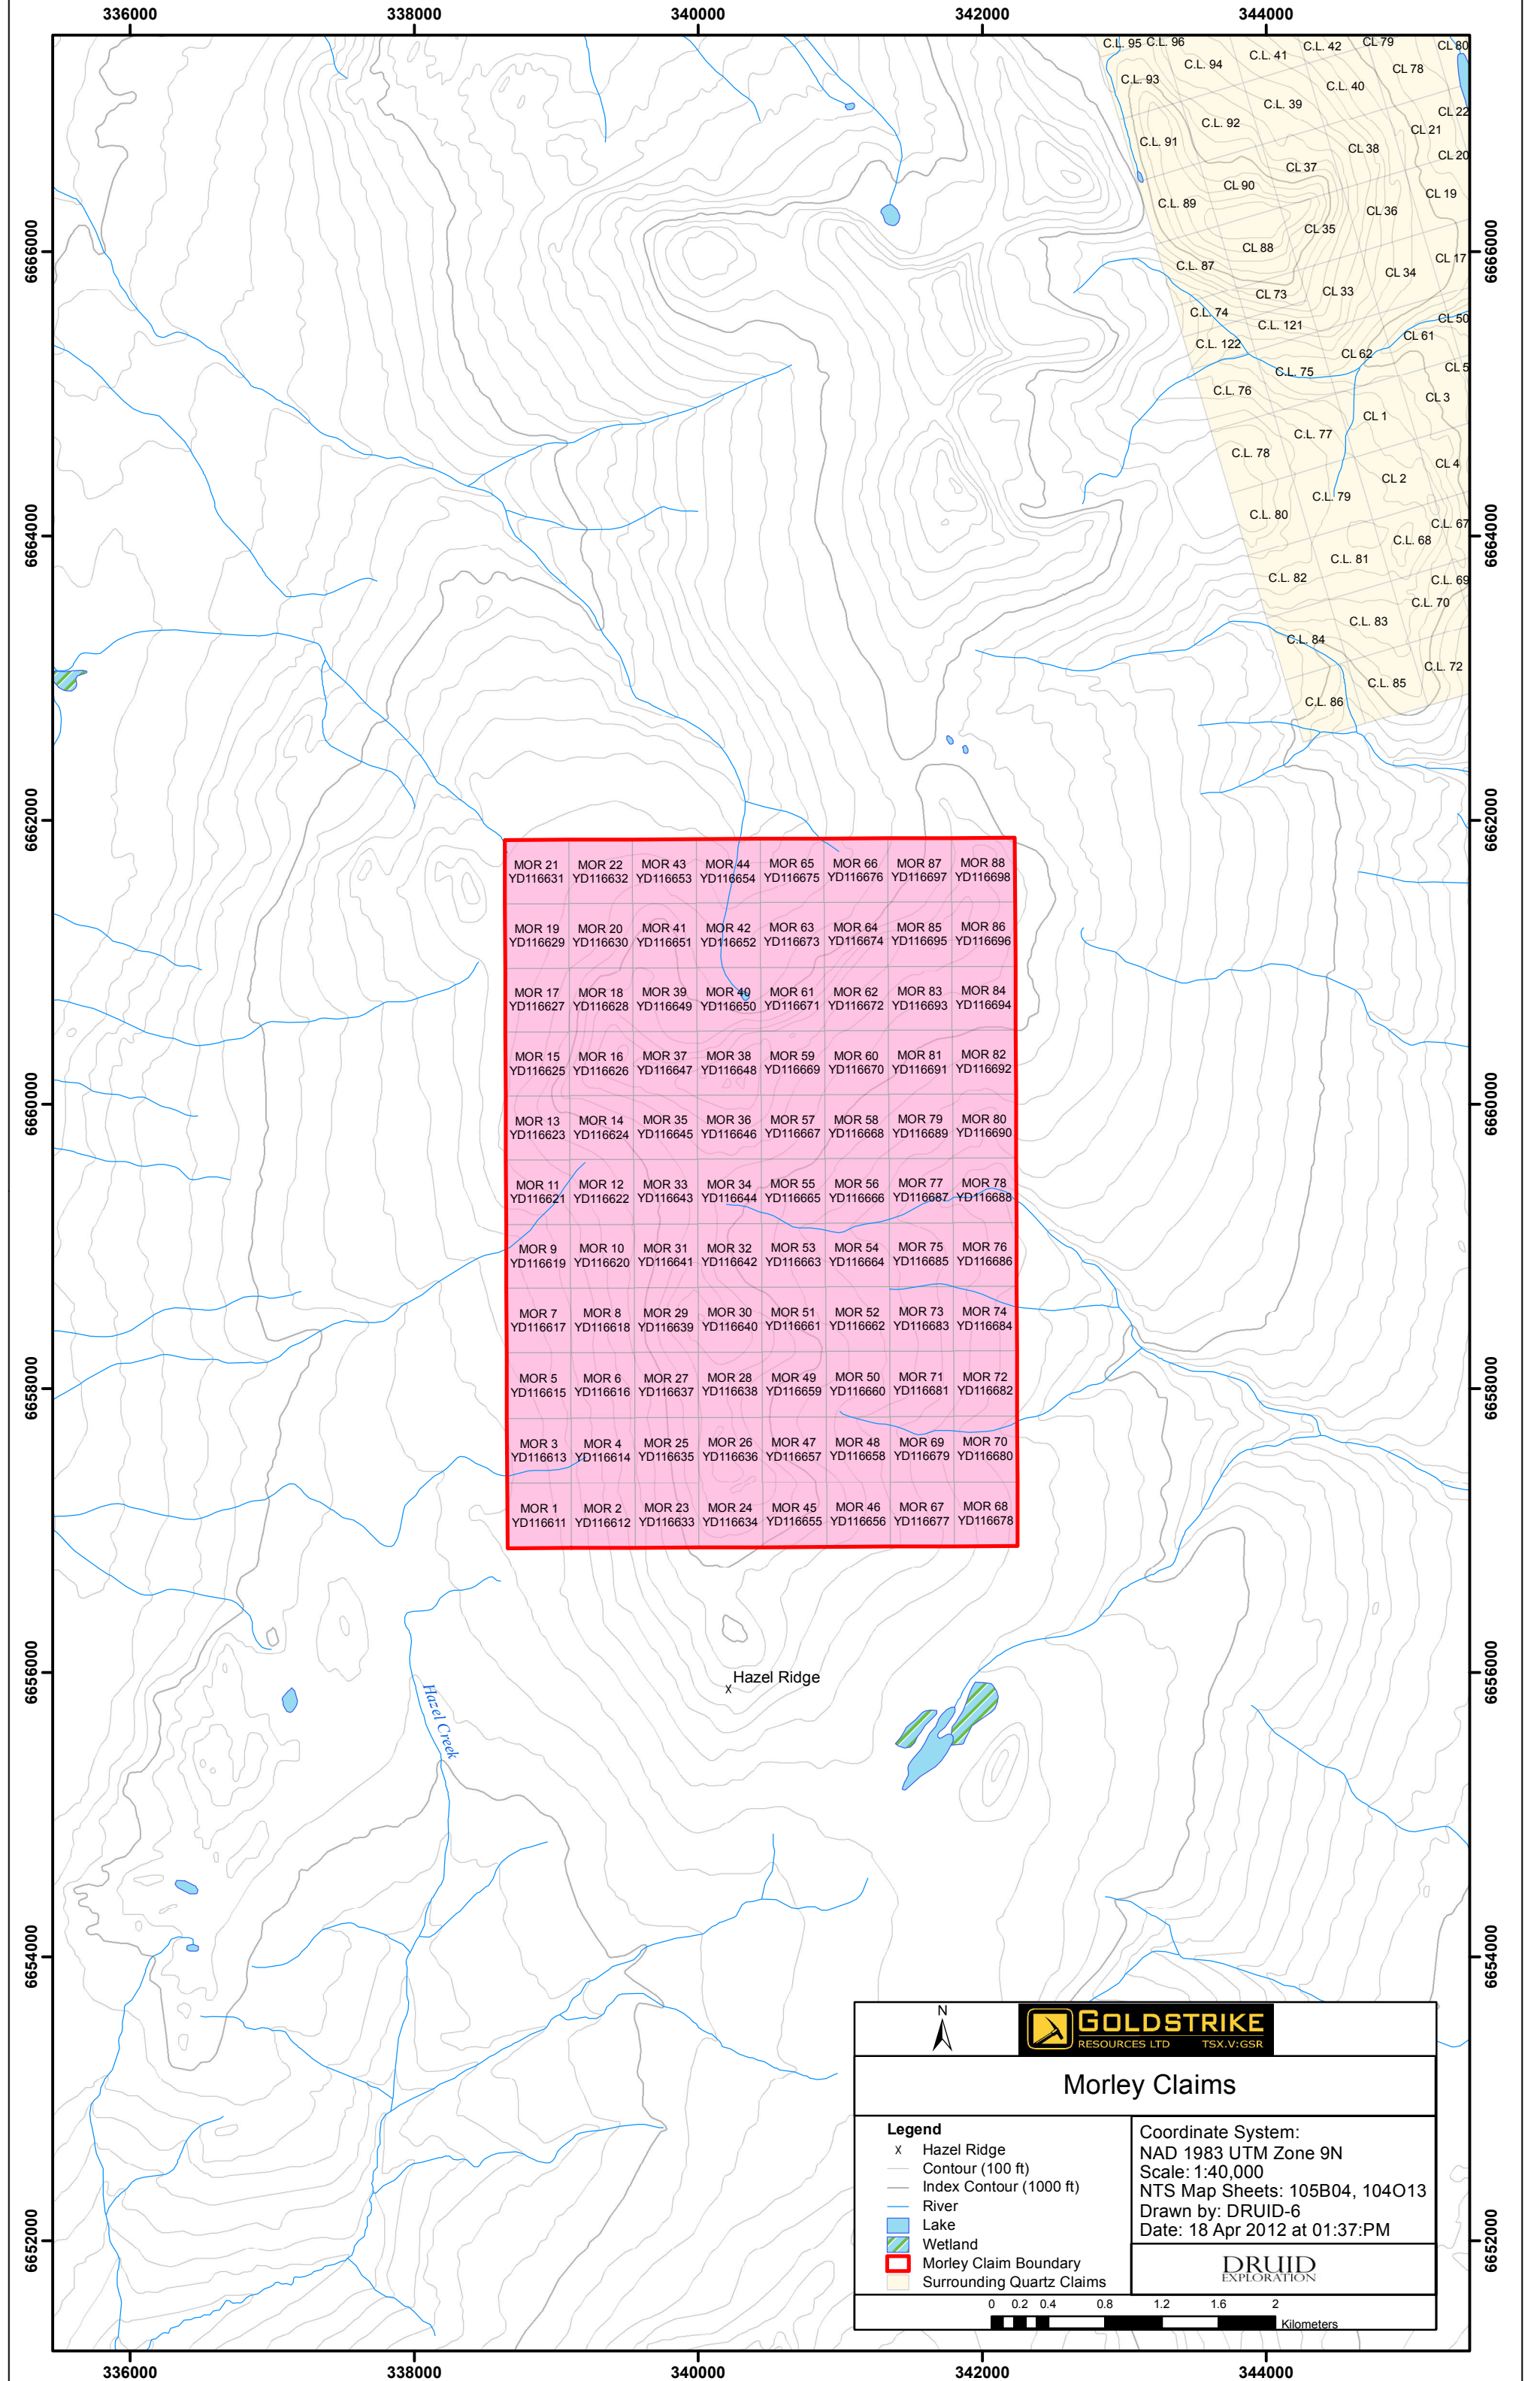 336000
338000
340000
342000
344000
C.L. 95
C.L. 96
C.L. 42
CL 79
CL 80
C.L. 94
C.L. 41
CL 78
C.L. 93
C.L. 40
C.L. 39
CL 22
C.L. 92
CL 21
C.L. 91
CL 38
CL 20
CL 37
CL 90
CL 19
C.L. 89
CL 36
CL 35
CL 88
CL 17
C.L. 87
CL 34
CL 73
CL 33
C.L. 74
CL 50
C.L. 121
CL 61
C.L. 122
CL 62
C.L. 75
CL 5
C.L. 76
CL 3
CL 1
C.L. 77
C.L. 78
CL 4
CL 2
C.L. 79
C.L. 80
C.L. 67
C.L. 68
C.L. 81
C.L. 82
C.L. 69
C.L. 70
C.L. 83
C.L. 84
C.L. 72
C.L. 85
C.L. 86
6666000
6666000
6664000
6664000
6662000
6662000
MOR 21 MOR 22 MOR 43 MOR 44 MOR 65 MOR 66 MOR 87 MOR 88
YD116631 YD116632 YD116653 YD116654 YD116675 YD116676 YD116697 YD116698
MOR 19 MOR 20 MOR 41 MOR 42 MOR 63 MOR 64 MOR 85 MOR 86
YD116629 YD116630 YD116651 YD116652 YD116673 YD116674 YD116695 YD116696
MOR 17 MOR 18 MOR 39 MOR 40 MOR 61 MOR 62 MOR 83 MOR 84
YD116627 YD116628 YD116649 YD116650 YD116671 YD116672 YD116693 YD116694
MOR 15 MOR 16 MOR 37 MOR 38 MOR 59 MOR 60 MOR 81 MOR 82
YD116625 YD116626 YD116647 YD116648 YD116669 YD116670 YD116691 YD116692
6660000
6660000
MOR 13 MOR 14 MOR 35 MOR 36 MOR 57 MOR 58 MOR 79 MOR 80
YD116623 YD116624 YD116645 YD116646 YD116667 YD116668 YD116689 YD116690
MOR 11 MOR 12 MOR 33 MOR 34 MOR 55 MOR 56 MOR 77 MOR 78
YD116621 YD116622 YD116643 YD116644 YD116665 YD116666 YD116687 YD116688
MOR 9 MOR 10 MOR 31 MOR 32 MOR 53 MOR 54 MOR 75 MOR 76
YD116619 YD116620 YD116641 YD116642 YD116663 YD116664 YD116685 YD116686
MOR 7 MOR 8 MOR 29 MOR 30 MOR 51 MOR 52 MOR 73 MOR 74
YD116617 YD116618 YD116639 YD116640 YD116661 YD116662 YD116683 YD116684
6658000
6658000
MOR 5 MOR 6 MOR 27 MOR 28 MOR 49 MOR 50 MOR 71 MOR 72
YD116615 YD116616 YD116637 YD116638 YD116659 YD116660 YD116681 YD116682
MOR 3 MOR 4 MOR 25 MOR 26 MOR 47 MOR 48 MOR 69 MOR 70
YD116613 YD116614 YD116635 YD116636 YD116657 YD116658 YD116679 YD116680
MOR 1 MOR 2 MOR 23 MOR 24 MOR 45 MOR 46 MOR 67 MOR 68
YD116611 YD116612 YD116633 YD116634 YD116655 YD116656 YD116677 YD116678
6656000
6656000
Hazel Ridge
X
Hazel Creek
6654000
6654000
N
GOLDSTRIKE
RESOURCES LTD TSX.V:GSR
Morley Claims
Legend
X Hazel Ridge
Contour (100 ft)
Index Contour (1000 ft)
River
Lake
Wetland
Morley Claim Boundary
Surrounding Quartz Claims
Coordinate System:
NAD 1983 UTM Zone 9N
Scale: 1:40,000
NTS Map Sheets: 105B04, 104O13
Drawn by: DRUID-6
Date: 18 Apr 2012 at 01:37:PM
DRUID
EXPLORATION
0 0.2 0.4 0.8 1.2 1.6 2
Kilometers
6652000
6652000
336000
338000
340000
342000
344000